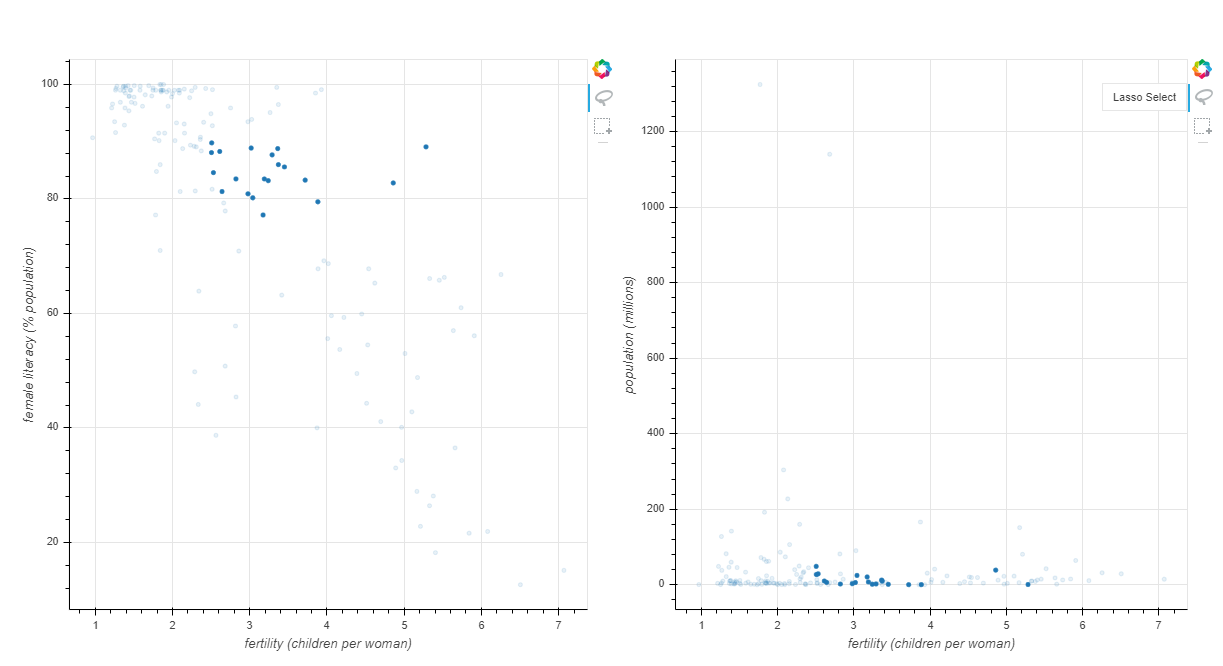 100
80
60
40
20
female literacy (% population)
1 2 3 4 5 6 7
fertility (children per woman)
Lasso Select
1200
1000
800
600
400
200
0
population (millions)
1 2 3 4 5 6 7
fertility (children per woman)